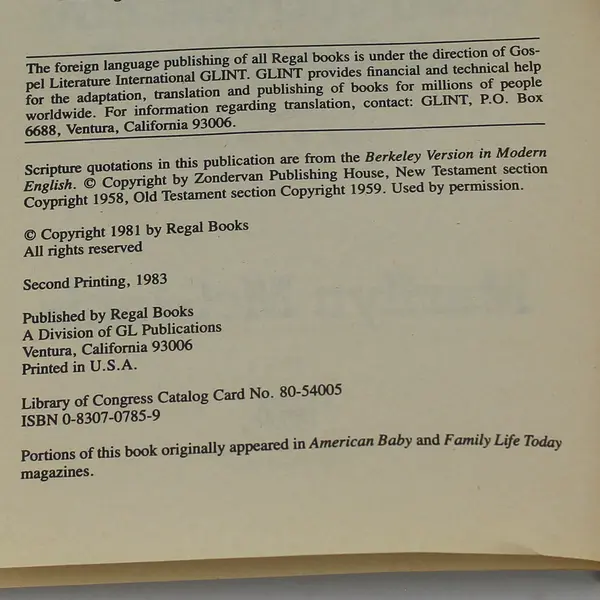 The foreign language publishing of all Regal books is under the direction of Gos-
pel Literature International GLINT. GLINT provides financial and technical help
for the adaptation, translation and publishing of books for millions of people
worldwide. For information regarding translation, contact: GLINT, P.O. Box
6688, Ventura, California 93006.
Scripture quotations in this publication are from the Berkeley Version in Modern
English. © Copyright by Zondervan Publishing House, New Testament section
Coypright 1958, Old Testament section Copyright 1959. Used by permission.
© Copyright 1981 by Regal Books
All rights reserved
Second Printing, 1983
Published by Regal Books
A Division of GL Publications
Ventura, California 93006
Printed in U.S.A.
Library of Congress Catalog Card No. 80-54005
ISBN 0-8307-0785-9
Portions of this book originally appeared in American Baby and Family Life Today
magazines.